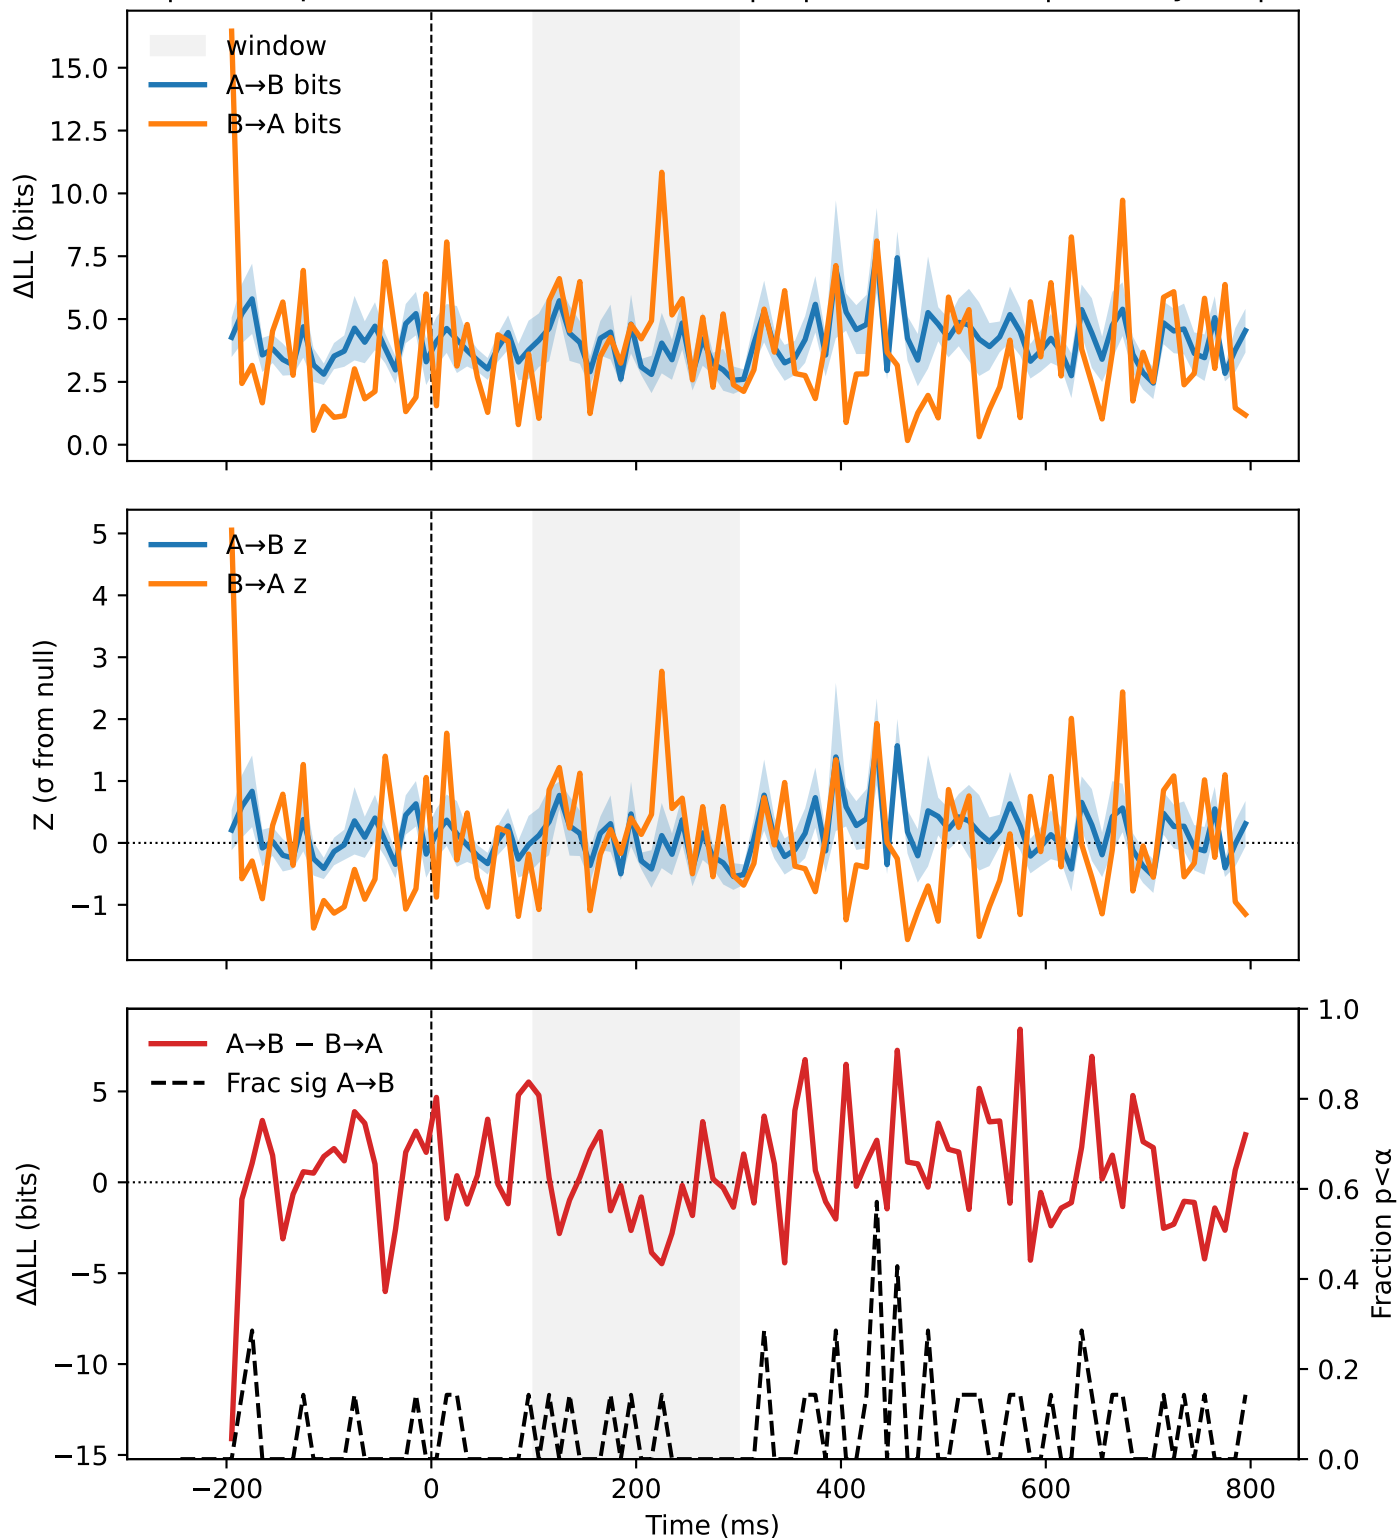 window
A→B bits
B→A bits
15.0
12.5
10.0
7.5
5.0
2.5
0.0
ΔLL (bits)
A→B z
B→A z
5
4
3
2
1
0
−1
Z (σ from null)
A→B − B→A
Frac sig A→B
5
0
−5
−10
−15
ΔΔLL (bits)
1.0
0.8
0.6
0.4
0.2
0.0
Fraction p<α
−200
0
200
400
600
800
Time (ms)